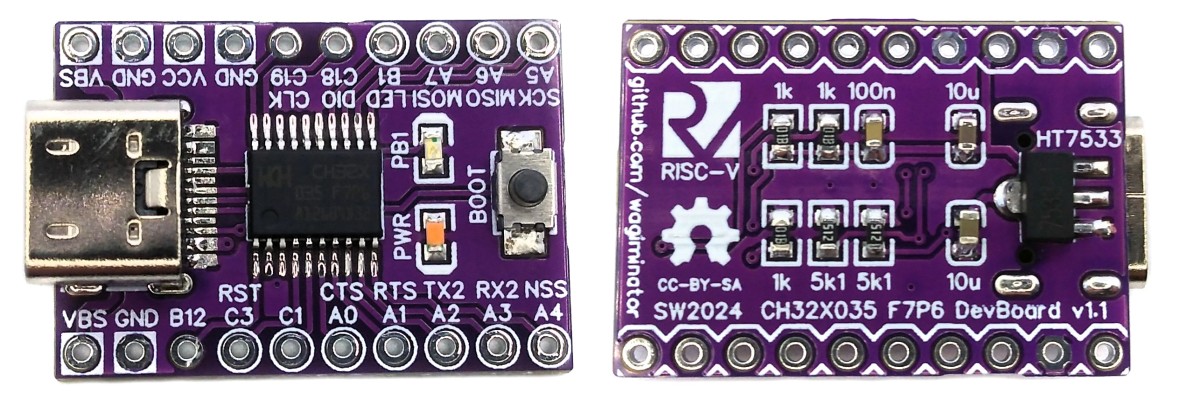 VBS GND VCC GND C19 C18 B1 A7 A6 A5
CLK DIO LED MOSI MISO SCK
PB1
BOOT
PWR
RST CTS RTS TX2 RX2 NSS
VBS GND B12 C3 C1 A0 A1 A2 A3 A4
github.com/wagiminator
1k 1k 100n 10u
HT7533
RISC-V
CC-BY-SA
1k 5k1 5k1 10u
SW2024 CH32X035 F7P6 DevBoard v1.1